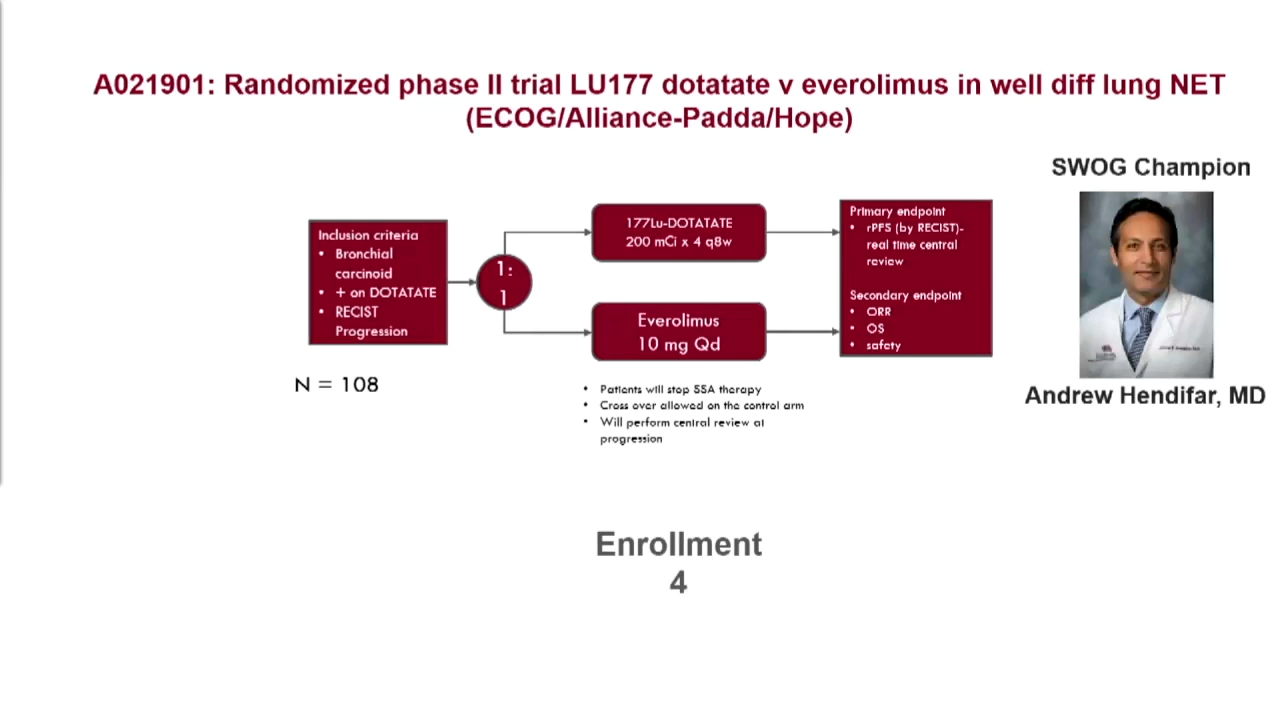 A021901: Randomized phase II trial LU177 dotatate v everolimus in well diff lung NET
(ECOG/Alliance-Padda/Hope)
SWOG Champion
Inclusion criteria
• Bronchial
carcinoid
• + on DOTATATE
• RECIST
Progression
N = 108
1:
1
177Lu-DOTATATE
200 mCi x 4 q8w
Everolimus
10 mg Qd
• Patients will stop SSA therapy
• Cross over allowed on the control arm
• Will perform central review at
progression
Primary endpoint
• rPFS (by RECIST)-
real time central
review
Secondary endpoint
• ORR
• OS
• safety
Andrew Hendifar, MD
Enrollment
4